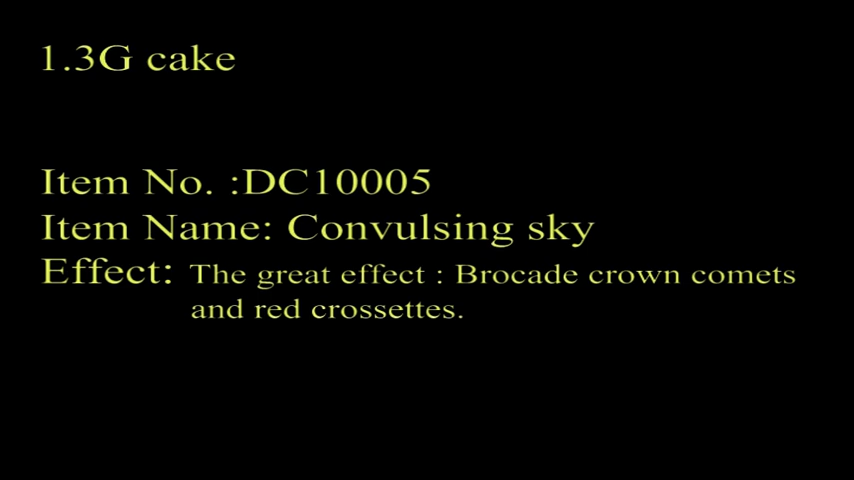 1.3G cake
Item No. :DC10005
Item Name: Convulsing sky
Effect: The great effect : Brocade crown comets
and red crossettes.